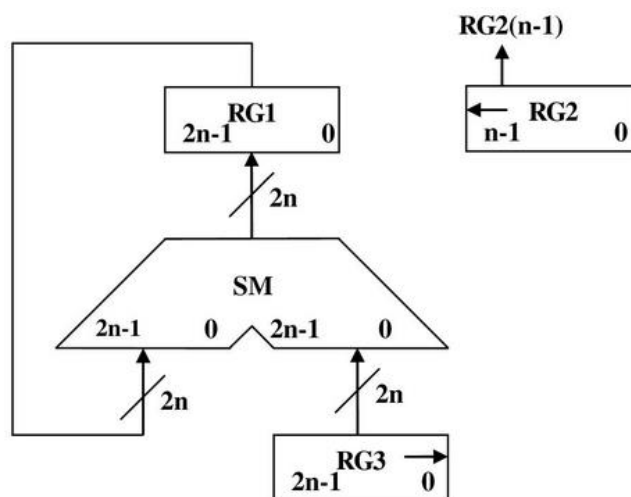 RG2(n-1)
RG1
2n-1 0
RG2
n-1 0
2n
SM
2n-1 0 2n-1 0
2n 2n
RG3
2n-1 0